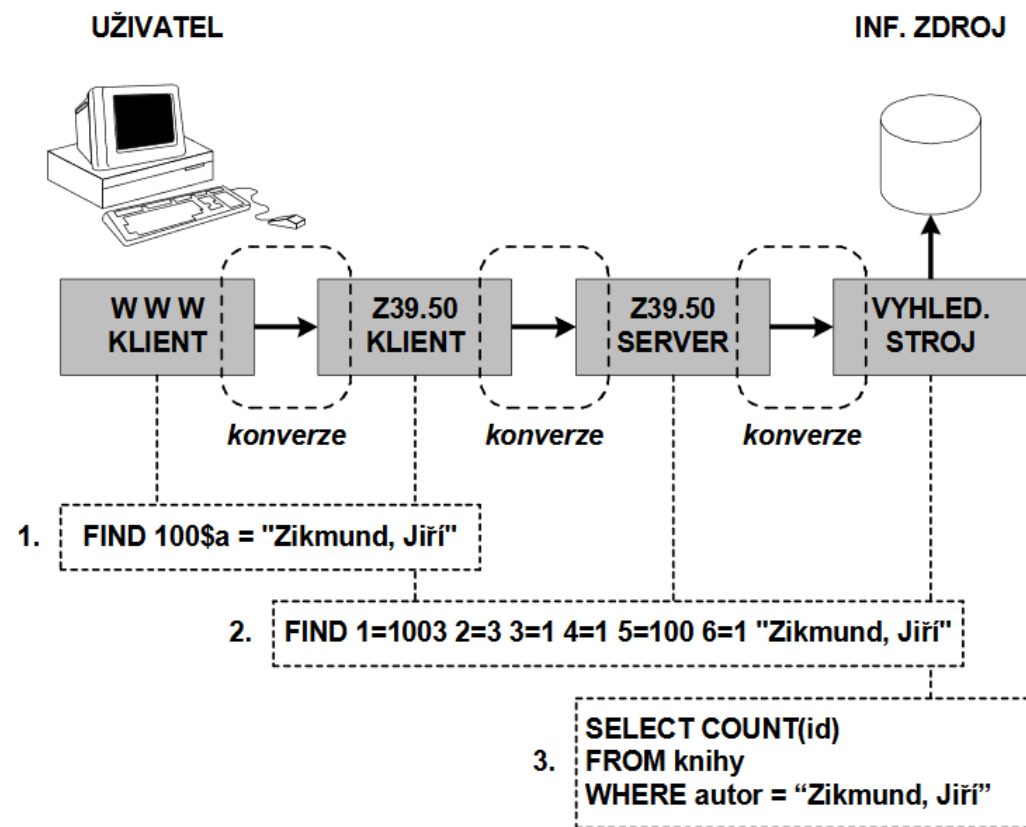 UŽIVATEL
INF. ZDROJ
W W W
KLIENT
Z39.50
KLIENT
Z39.50
SERVER
VYHLED.
STROJ
konverze
konverze
konverze
1. FIND 100$a = "Zikmund, Jiří"
2. FIND 1=1003 2=3 3=1 4=1 5=100 6=1 "Zikmund, Jiří"
SELECT COUNT(id)
3. FROM knihy
WHERE autor = “Zikmund, Jiří”